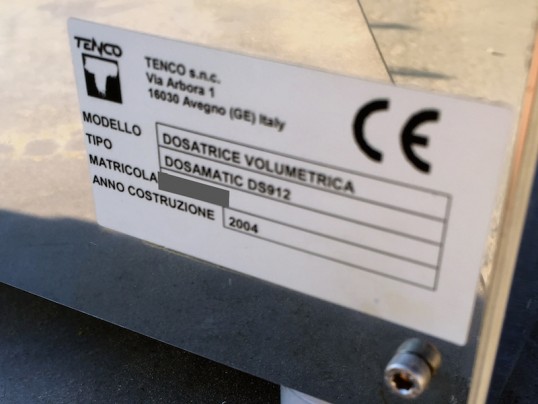 TENCO
TENCO s.n.c.
Via Arbora 1
16030 Avegno (GE) Italy
CE
MODELLO DOSATRICE VOLUMETRICA
TIPO DOSAMATIC DS912
MATRICOLA
ANNO COSTRUZIONE 2004